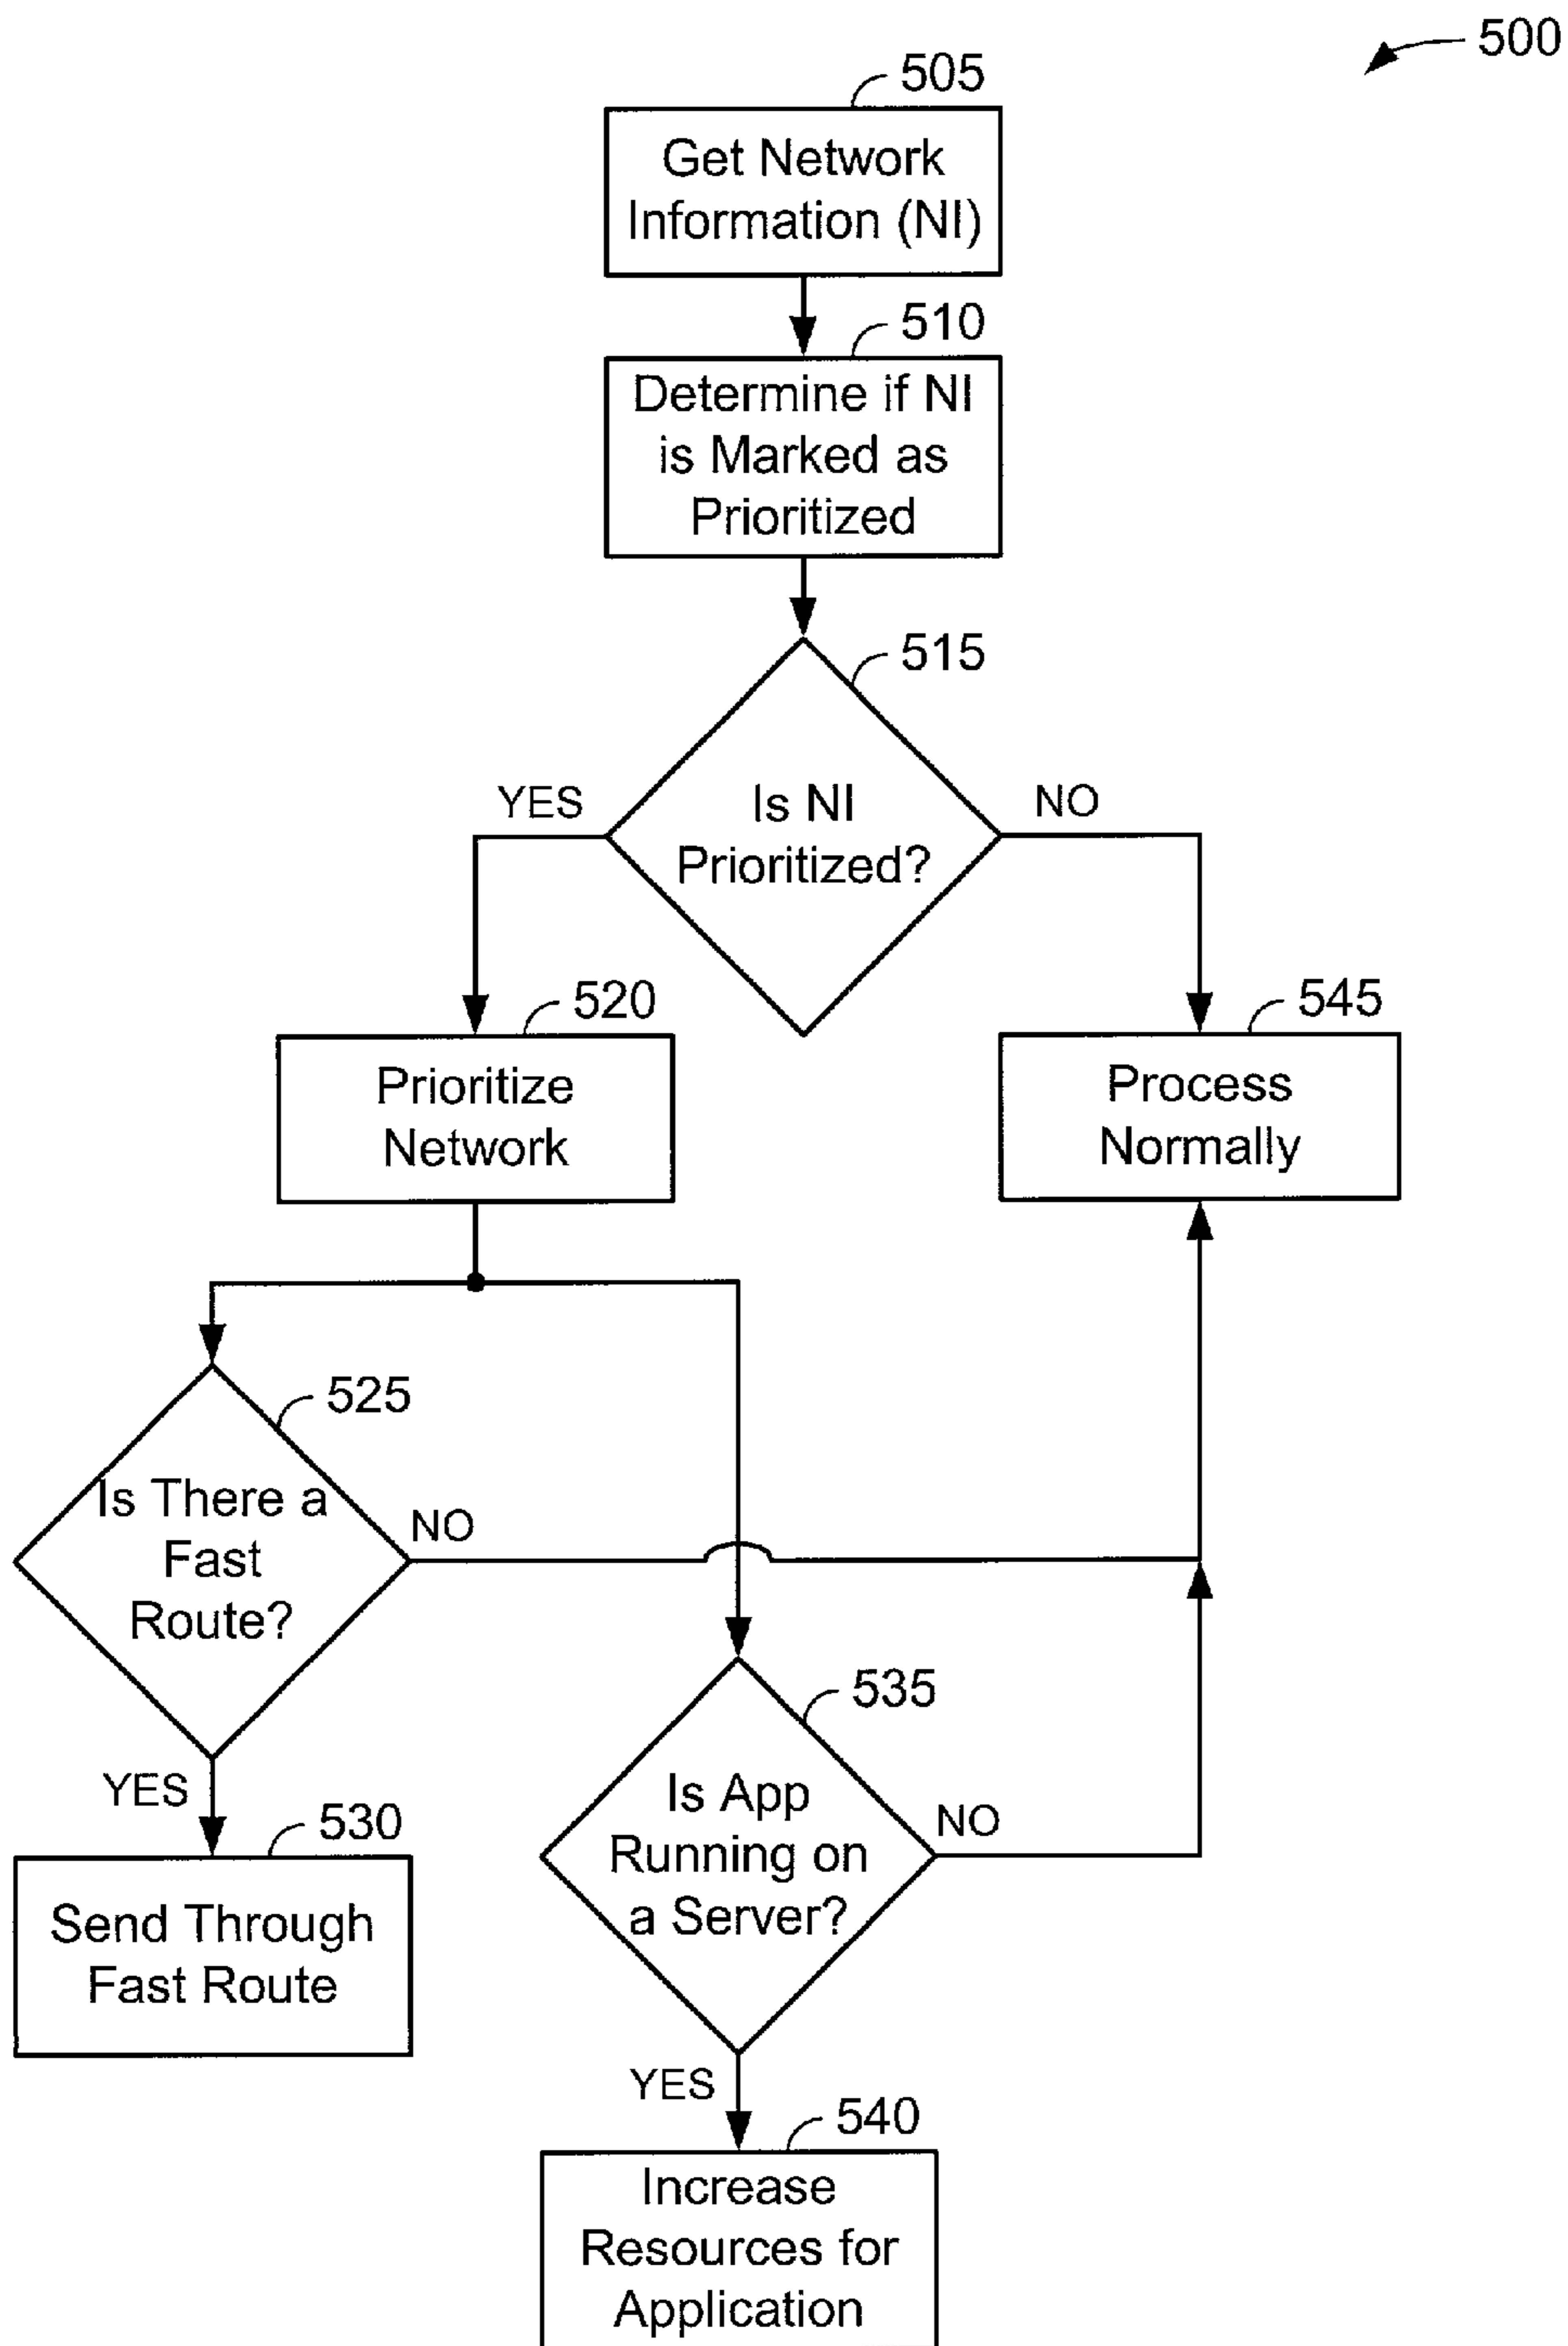 500
505
Get Network
Information (NI)
510
Determine if NI
is Marked as
Prioritized
515
Is NI
Prioritized?
YES
NO
520
Prioritize
Network
545
Process
Normally
525
Is There a
Fast
Route?
NO
YES
530
Send Through
Fast Route
535
Is App
Running on
a Server?
NO
YES
540
Increase
Resources for
Application